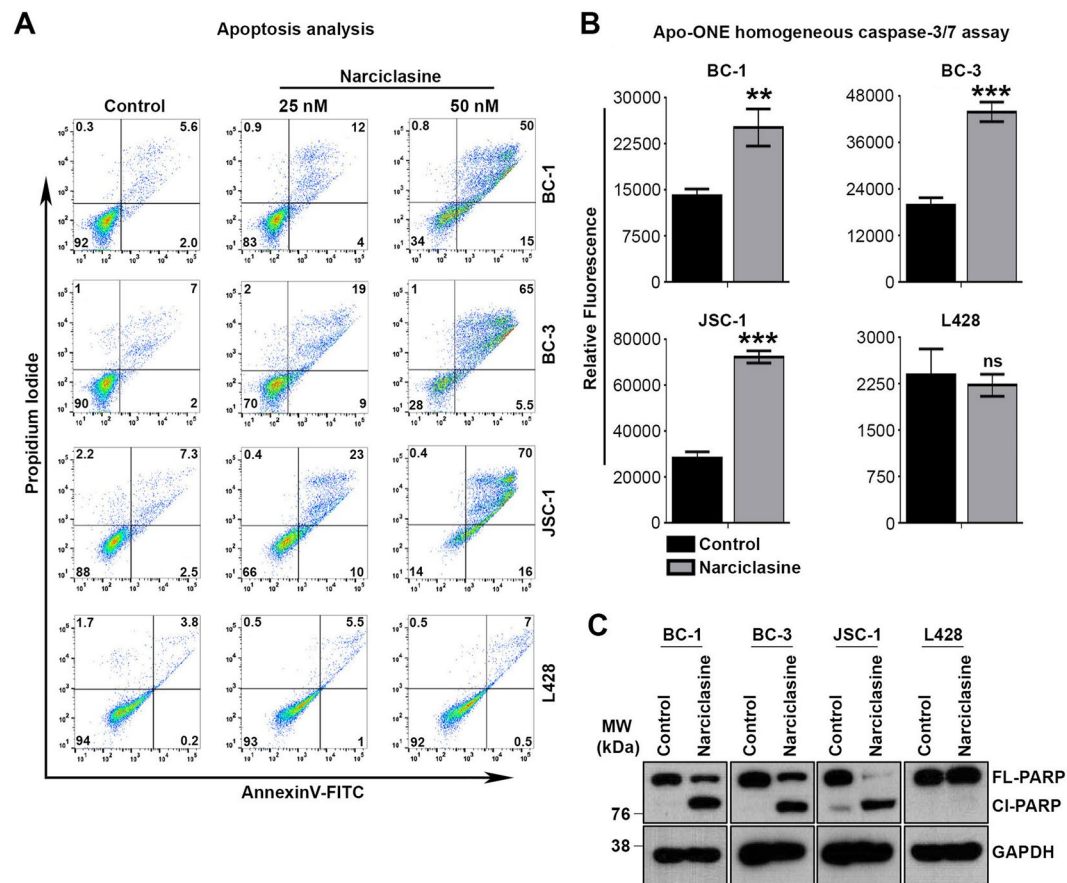 A
Apoptosis analysis
Narciclasine
Control 25 nM 50 nM
0.3 5.6
92 2.0
0.9 12
83 4
0.8 50
34 15
BC-1
1 7
90 2
2 19
70 9
1 65
28 5.5
BC-3
2.2 7.3
88 2.5
0.4 23
66 10
0.4 70
14 16
JSC-1
1.7 3.8
94 0.2
0.5 5.5
93 1
0.5 7
92 0.5
L428
Propidium Iodide
AnnexinV-FITC
B
Apo-ONE homogeneous caspase-3/7 assay
Relative Fluorescence
BC-1
30000
22500
15000
7500
0
**
BC-3
48000
36000
24000
12000
0
***
JSC-1
80000
60000
40000
20000
0
***
L428
3000
2250
1500
750
0
ns
Control
Narciclasine
C
BC-1 BC-3 JSC-1 L428
Control Narciclasine Control Narciclasine Control Narciclasine Control Narciclasine
MW
(kDa)
FL-PARP
Cl-PARP
76
38
GAPDH